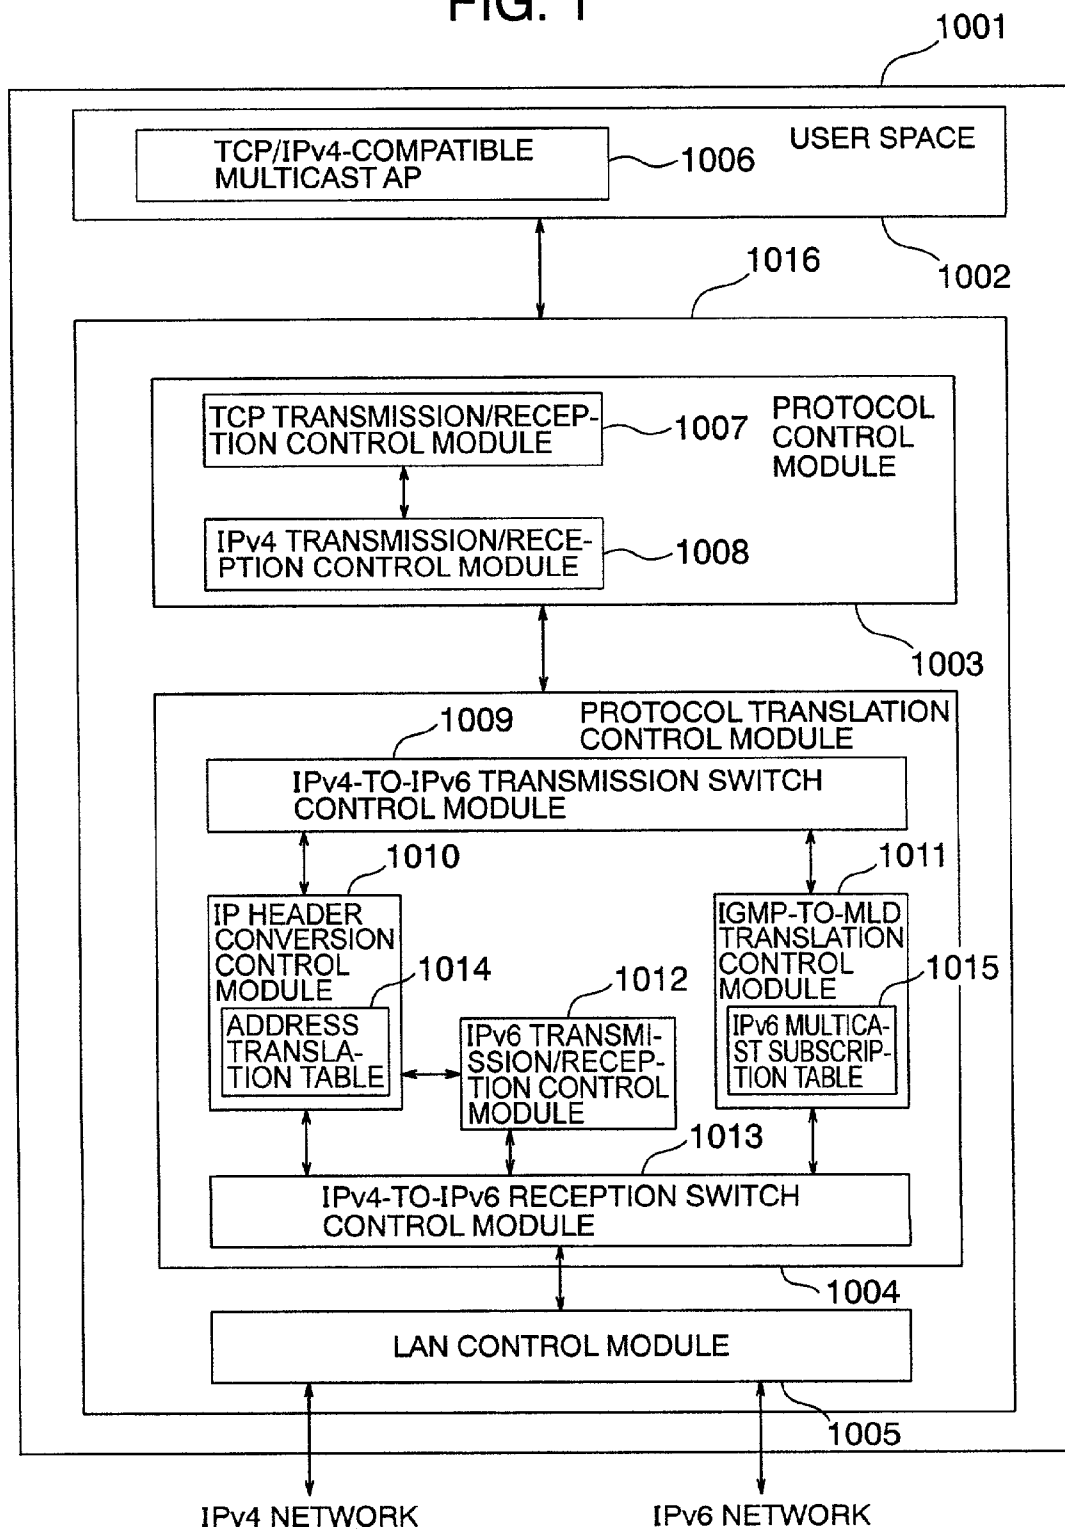 FIG. 1
1001
USER SPACE
TCP/IPv4-COMPATIBLE
MULTICAST AP
1006
1002
1016
PROTOCOL
CONTROL
MODULE
TCP TRANSMISSION/RECEP-
TION CONTROL MODULE
1007
IPv4 TRANSMISSION/RECE-
PTION CONTROL MODULE
1008
1003
PROTOCOL TRANSLATION
CONTROL MODULE
1009
IPv4-TO-IPv6 TRANSMISSION SWITCH
CONTROL MODULE
1010
1011
IP HEADER
CONVERSION
CONTROL
MODULE
1014
ADDRESS
TRANSLA-
TION TABLE
1012
IPv6 TRANSMI-
SSION/RECEP-
TION CONTROL
MODULE
IGMP-TO-MLD
TRANSLATION
CONTROL
MODULE
1015
IPv6 MULTICA-
ST SUBSCRIP-
TION TABLE
1013
IPv4-TO-IPv6 RECEPTION SWITCH
CONTROL MODULE
1004
LAN CONTROL MODULE
1005
IPv4 NETWORK
IPv6 NETWORK